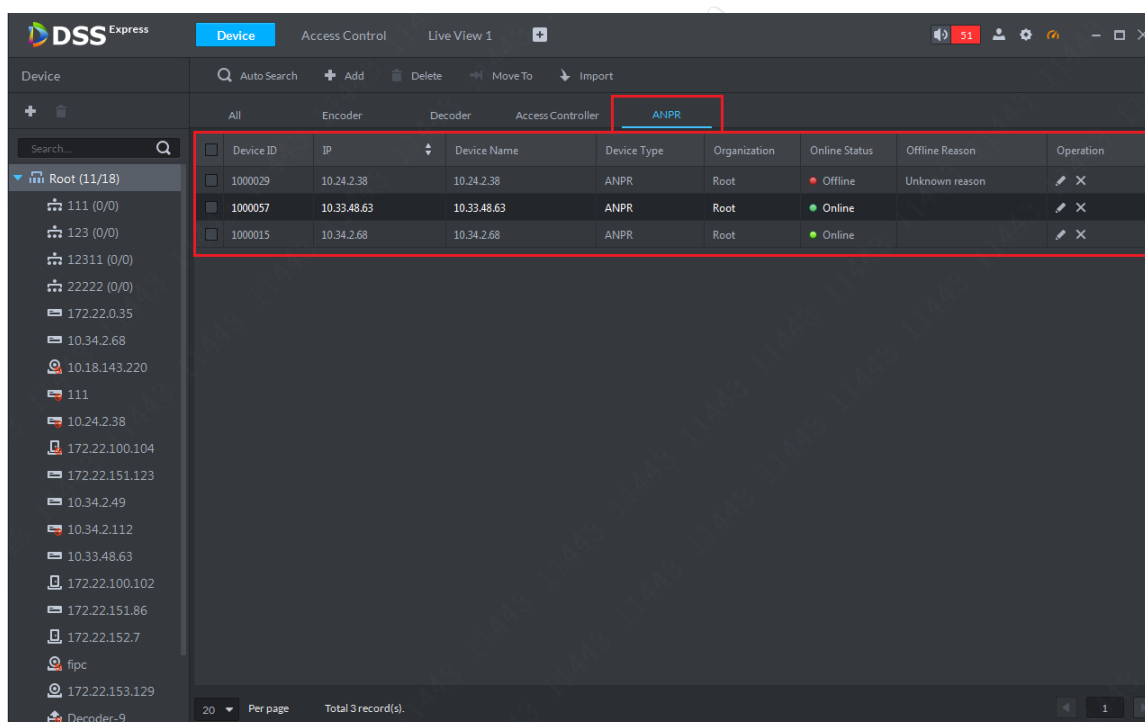 DSS Express
Device Access Control Live View 1
51
Device
Auto Search Add Delete Move To Import
All Encoder Decoder Access Controller ANPR
Search...
Device ID IP Device Name Device Type Organization Online Status Offline Reason Operation
1000029 10.24.2.38 10.24.2.38 ANPR Root Offline Unknown reason
1000057 10.33.48.63 10.33.48.63 ANPR Root Online
1000015 10.34.2.68 10.34.2.68 ANPR Root Online
Root (11/18)
111 (0/0)
123 (0/0)
12311 (0/0)
22222 (0/0)
172.22.0.35
10.34.2.68
10.18.143.220
111
10.24.2.38
172.22.100.104
172.22.151.123
10.34.2.49
10.34.2.112
10.33.48.63
172.22.100.102
172.22.151.86
172.22.152.7
fipc
172.22.153.129
Decoder-9
20 Per page Total 3 record(s).
1